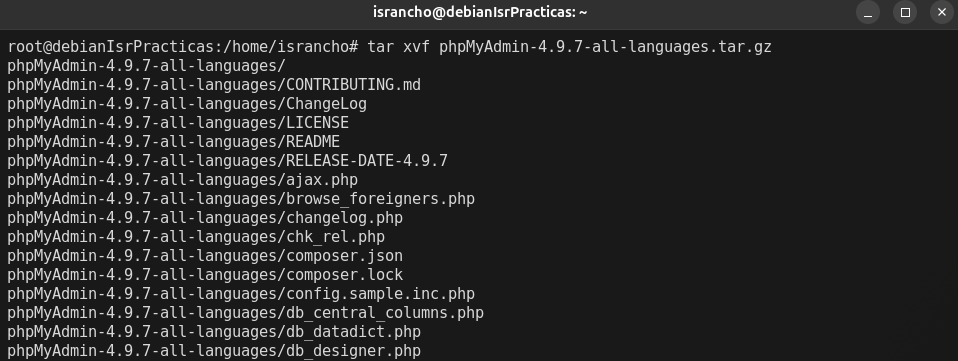 israncho@debianIsrPracticas: ~
root@debianIsrPracticas:/home/israncho# tar xvf phpMyAdmin-4.9.7-all-languages.tar.gz
phpMyAdmin-4.9.7-all-languages/
phpMyAdmin-4.9.7-all-languages/CONTRIBUTING.md
phpMyAdmin-4.9.7-all-languages/ChangeLog
phpMyAdmin-4.9.7-all-languages/LICENSE
phpMyAdmin-4.9.7-all-languages/README
phpMyAdmin-4.9.7-all-languages/RELEASE-DATE-4.9.7
phpMyAdmin-4.9.7-all-languages/ajax.php
phpMyAdmin-4.9.7-all-languages/browse_foreigners.php
phpMyAdmin-4.9.7-all-languages/changelog.php
phpMyAdmin-4.9.7-all-languages/chk_rel.php
phpMyAdmin-4.9.7-all-languages/composer.json
phpMyAdmin-4.9.7-all-languages/composer.lock
phpMyAdmin-4.9.7-all-languages/config.sample.inc.php
phpMyAdmin-4.9.7-all-languages/db_central_columns.php
phpMyAdmin-4.9.7-all-languages/db_datadict.php
phpMyAdmin-4.9.7-all-languages/db_designer.php